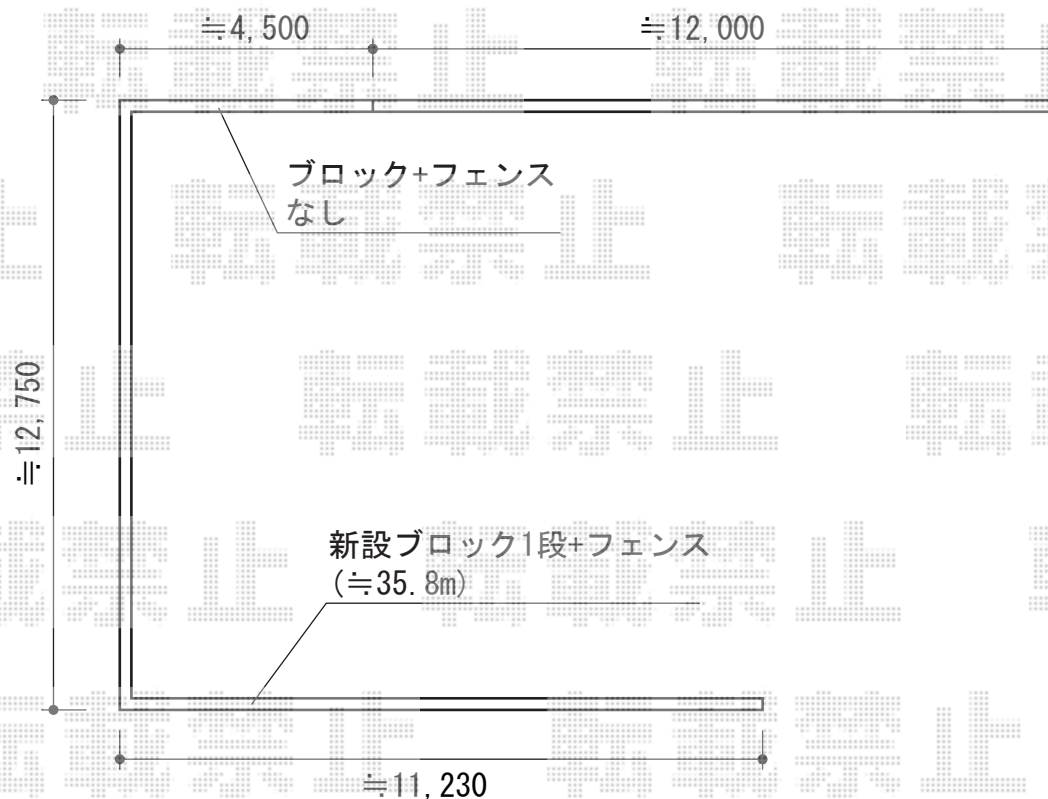 ≒4,500
≒12,000
ブロック+フェンス
なし
≒12,750
新設ブロック1段+フェンス
(≒35.8m)
≒11,230
転載禁止